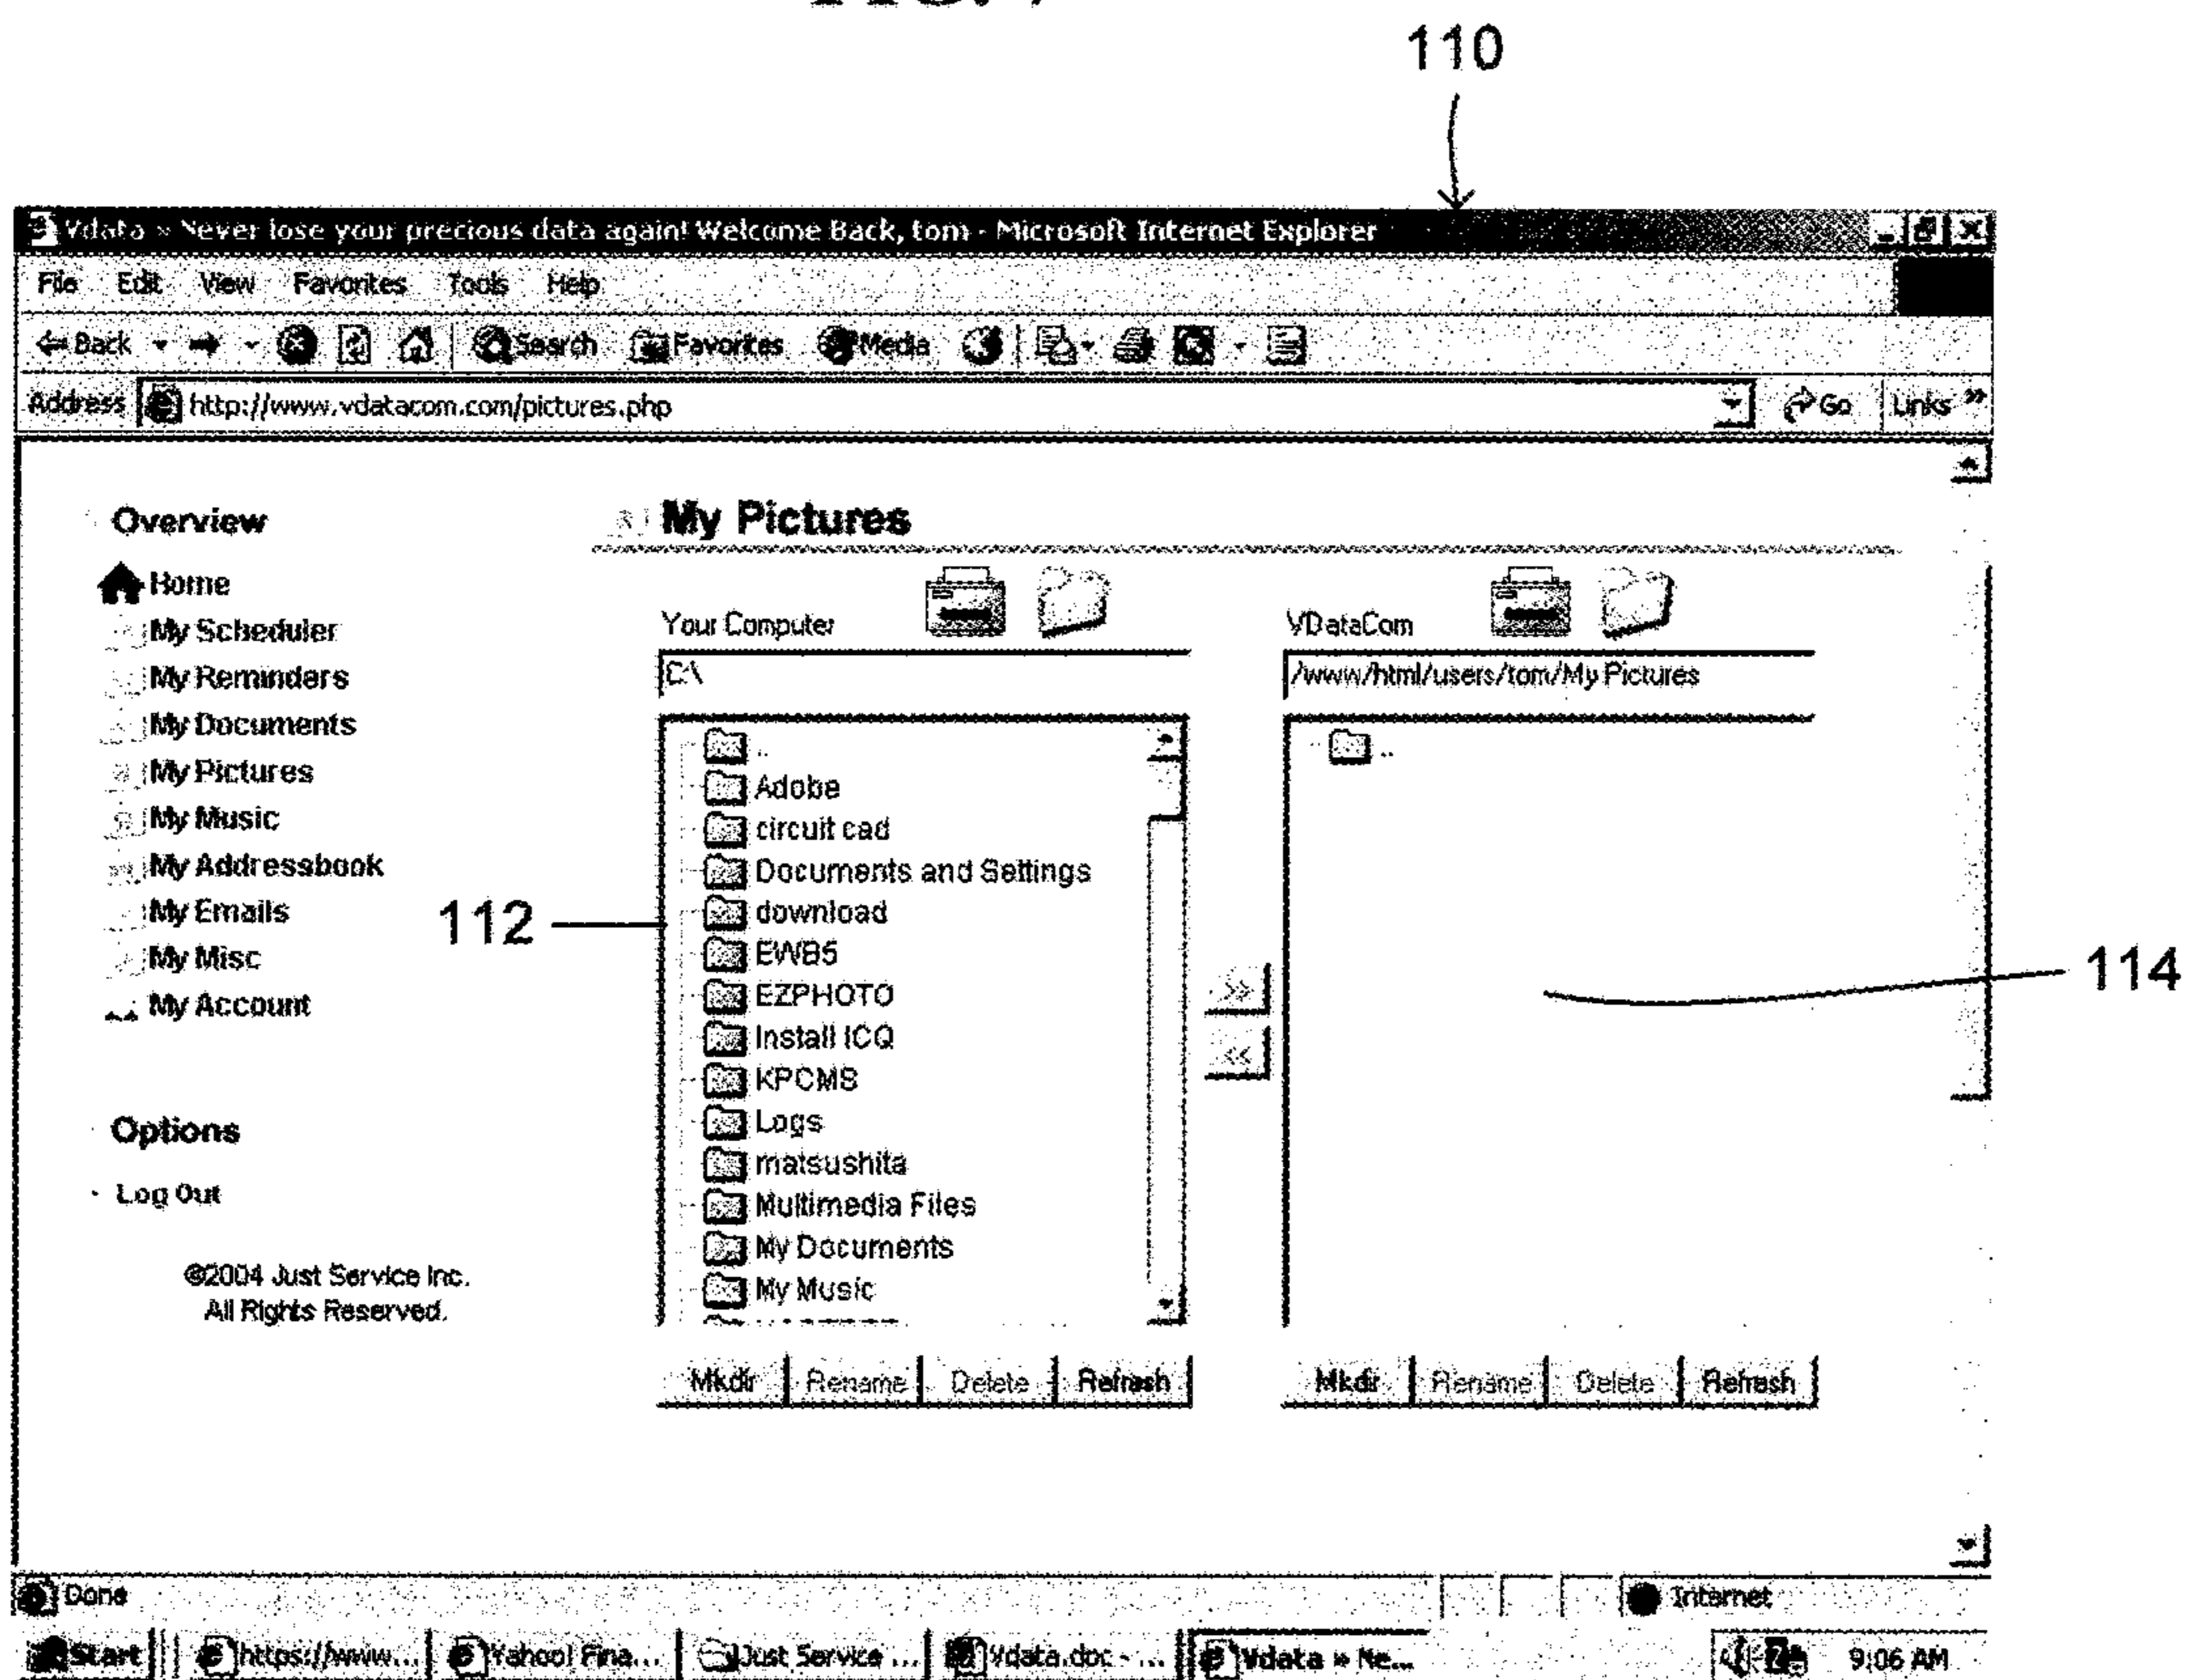 110
Vdata » Never lose your precious data again! Welcome Back, tom - Microsoft Internet Explorer
File Edit View Favorites Tools Help
Back Search Favorites Media
Address http://www.vdatacom.com/pictures.php Go Links »
Overview
Home
My Scheduler
My Reminders
My Documents
My Pictures
My Music
My Addressbook
My Emails
My Misc
My Account
Options
Log Out
©2004 Just Service Inc.
All Rights Reserved.
My Pictures
Your Computer
C:\
..
Adobe
circuit cad
Documents and Settings
download
EWB5
EZPHOTO
Install ICQ
KPCMS
Logs
matsushita
Multimedia Files
My Documents
My Music
Mkdir Rename Delete Refresh
112
>>
<<
VDataCom
/www/html/users/tom/My Pictures
..
Mkdir Rename Delete Refresh
114
Done Internet
Start https://www... Yahoo! Fina... Just Service ... Vdata.doc - ... Vdata » Ne... 9:06 AM